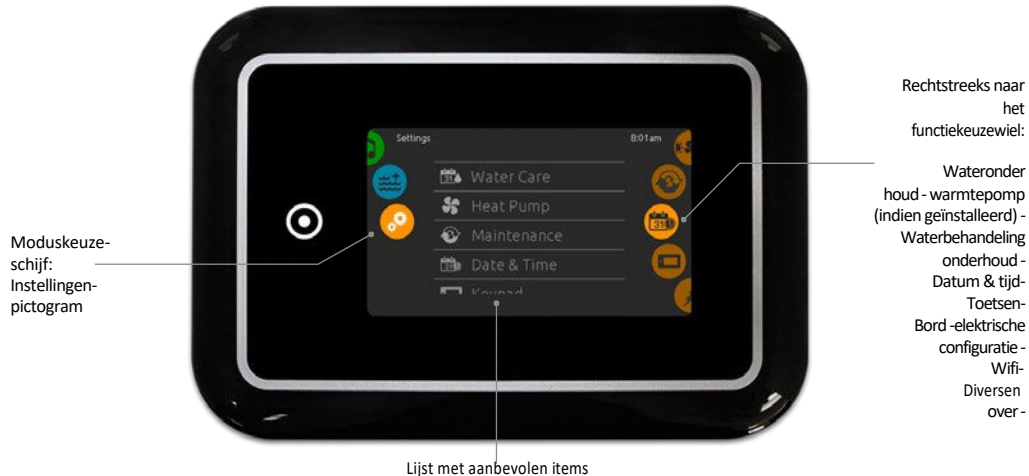 Settings
8:01am
Water Care
Heat Pump
Maintenance
Date & Time
Keypad
Moduskeuze-
schijf:
Instellingen-
pictogram
Rechtstreeks naar
het
functiekeuzewiel:
Wateronder
houd - warmtepomp
(indien geïnstalleerd) -
Waterbehandeling
onderhoud -
Datum & tijd-
Toetsen-
Bord -elektrische
configuratie -
Wifi-
Diversen
over -
Lijst met aanbevolen items